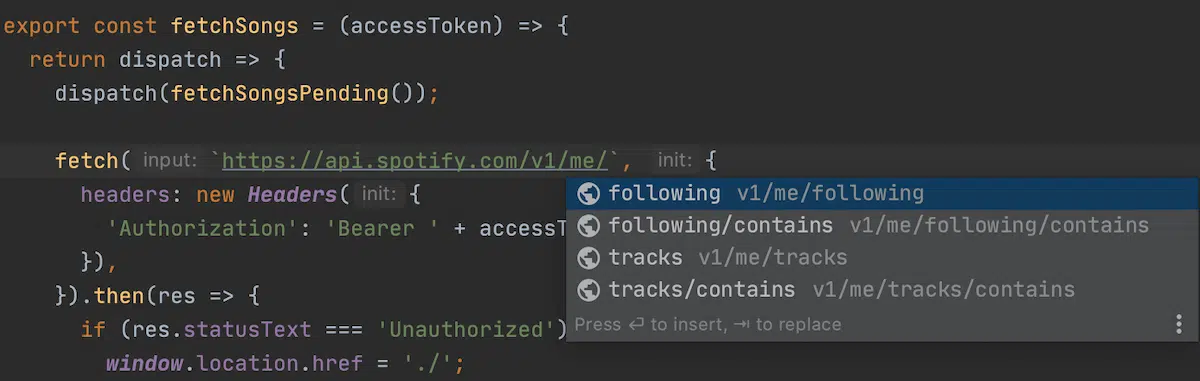 export const fetchSongs = (accessToken) => {
return dispatch => {
dispatch(fetchSongsPending());
fetch( input: `https://api.spotify.com/v1/me/`, init: {
headers: new Headers( init: {
following v1/me/following
'Authorization': 'Bearer ' + accessT
following/contains v1/me/following/contains
}),
tracks v1/me/tracks
}).then(res => {
tracks/contains v1/me/tracks/contains
if (res.statusText === 'Unauthorized')
Press ⏎ to insert, ⇥ to replace
window.location.href = './';